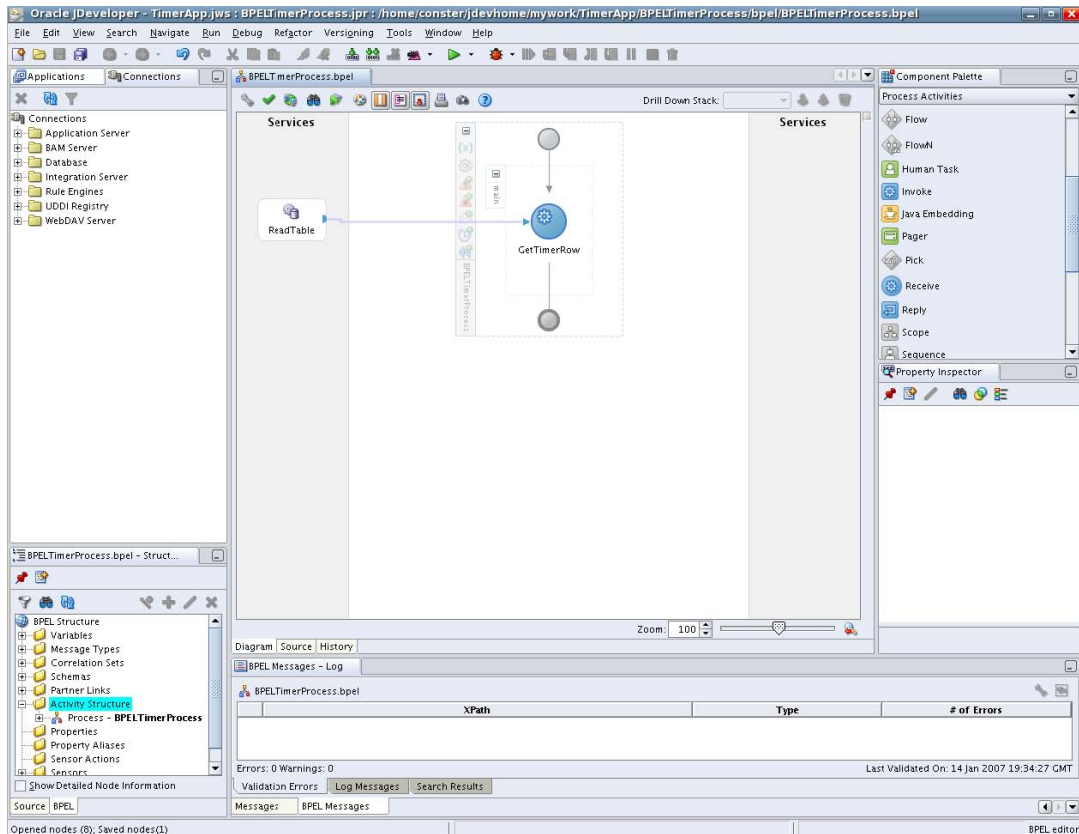 Oracle JDeveloper - TimerApp.jws : BPELTimerProcess.jpr : /home/conster/jdevhome/mywork/TimerApp/BPELTimerProcess/bpel/BPELTimerProcess.bpel
File Edit View Search Navigate Run Debug Refactor Versioning Tools Window Help
Applications
Connections
Connections
Application Server
BAM Server
Database
Integration Server
Rule Engines
UDDI Registry
WebDAV Server
BPELT merProcess.bpel
Drill Down Stack:
Services
Services
main
ReadTable
GetTimerRow
BPELTimerProcess
Zoom: 100
Diagram Source History
Component Palette
Process Activities
Flow
FlowN
Human Task
Invoke
Java Embedding
Pager
Pick
Receive
Reply
Scope
Sequence
Property Inspector
BPELTimerProcess.bpel - Struct...
BPEL Structure
Variables
Message Types
Correlation Sets
Schemas
Partner Links
Activity Structure
Process - BPELTimerProcess
Properties
Property Aliases
Sensor Actions
Sensors
Show Detailed Node Information
Source BPEL
BPEL Messages - Log
BPELTimerProcess.bpel
XPath Type # of Errors
Errors: 0 Warnings: 0
Last Validated On: 14 Jan 2007 19:34:27 GMT
Validation Errors Log Messages Search Results
Messages BPEL Messages
Opened nodes (8); Saved nodes(1)
BPEL editor